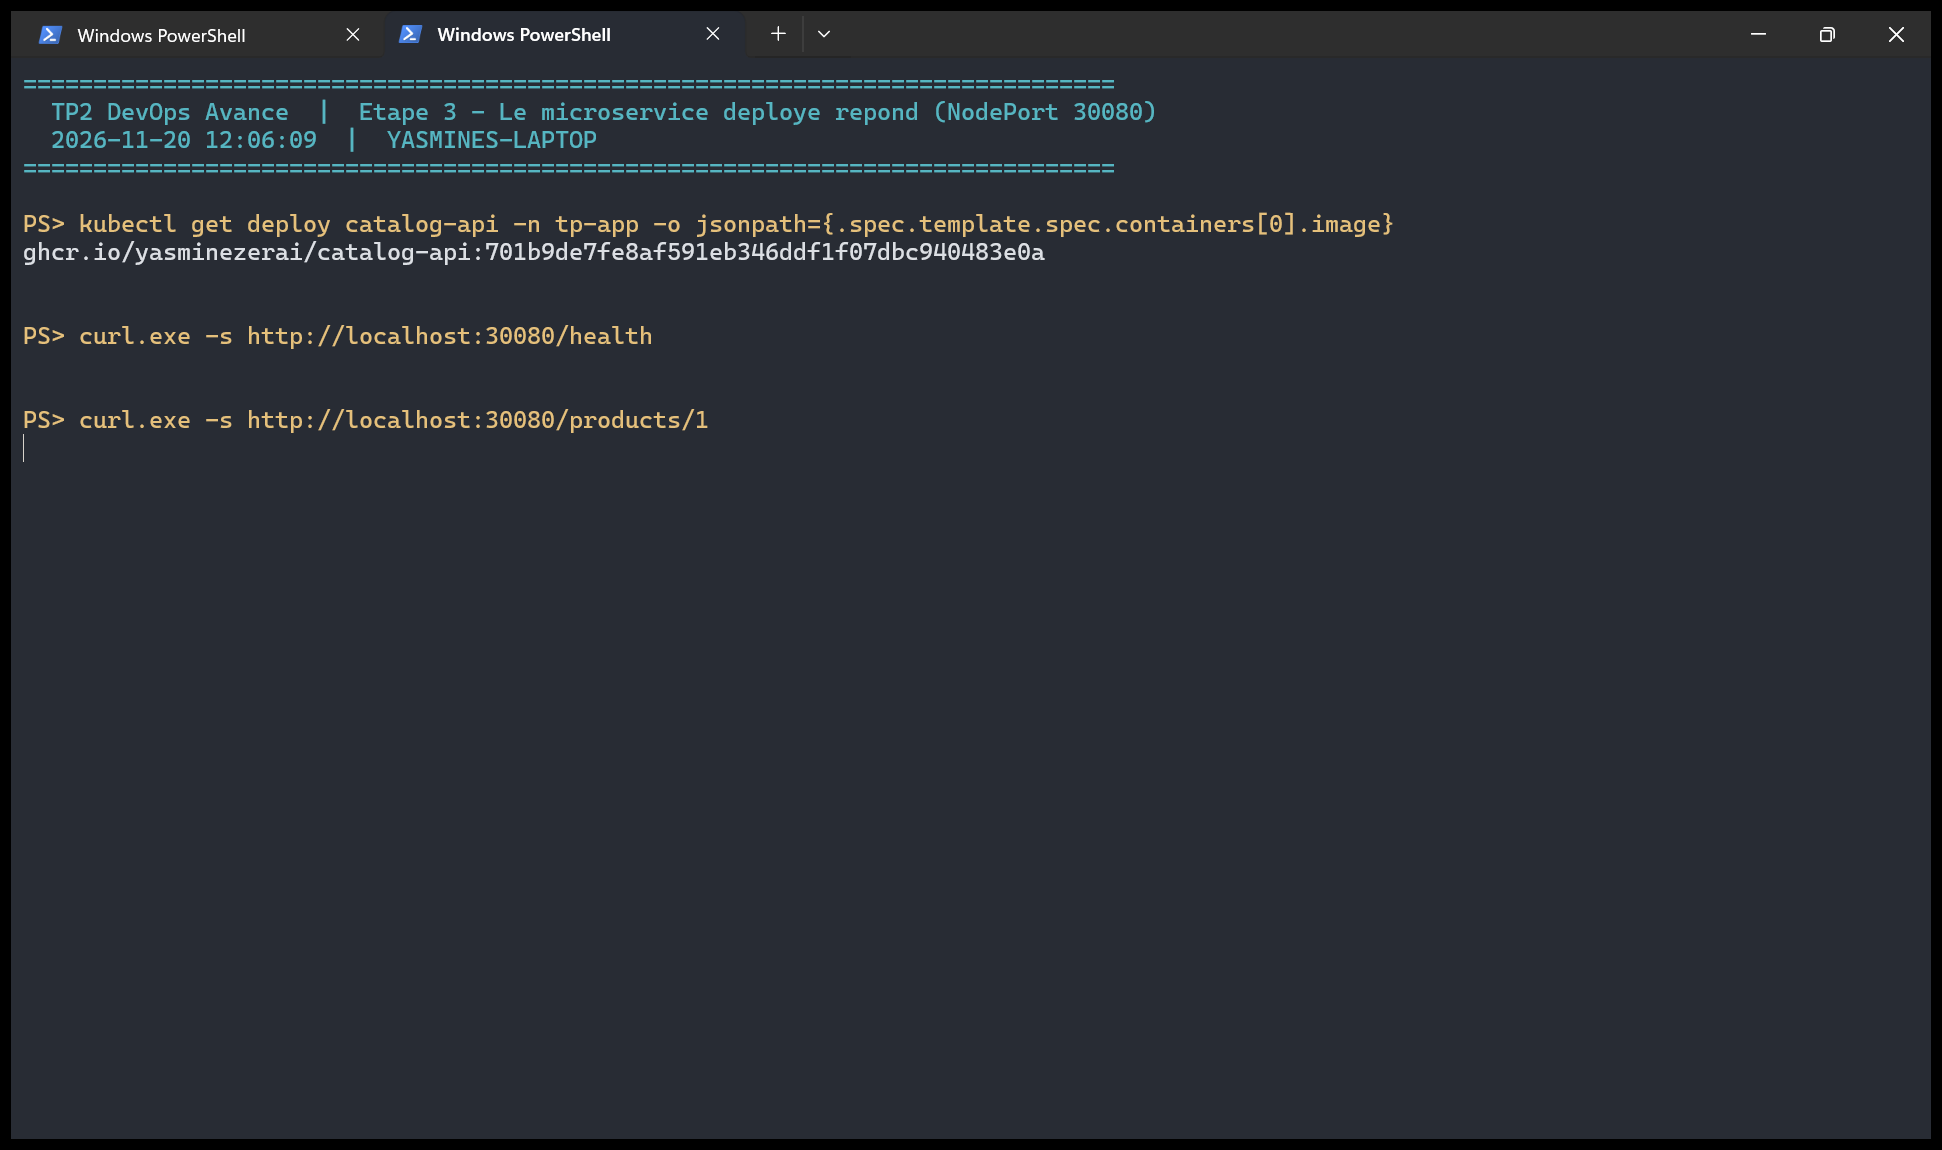 Windows PowerShell
Windows PowerShell
==============================================================================
TP2 DevOps Avance | Etape 3 - Le microservice deploye repond (NodePort 30080)
2026-11-20 12:06:09 | YASMINES-LAPTOP
==============================================================================
PS> kubectl get deploy catalog-api -n tp-app -o jsonpath={.spec.template.spec.containers[0].image}
ghcr.io/yasminezerai/catalog-api:701b9de7fe8af591eb346ddf1f07dbc940483e0a
PS> curl.exe -s http://localhost:30080/health
PS> curl.exe -s http://localhost:30080/products/1